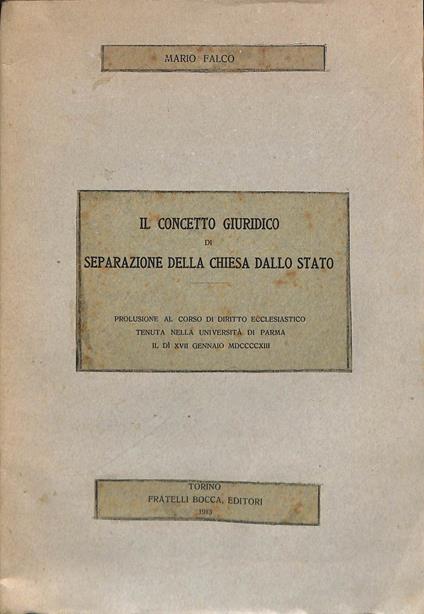 MARIO FALCO
IL CONCETTO GIURIDICO
DI
SEPARAZIONE DELLA CHIESA DALLO STATO
PROLUSIONE AL CORSO DI DIRITTO ECCLESIASTICO
TENUTA NELLA UNIVERSITÀ DI PARMA
IL DÌ XVII GENNAIO MDCCCCXIII
TORINO
FRATELLI BOCCA, EDITORI
1913